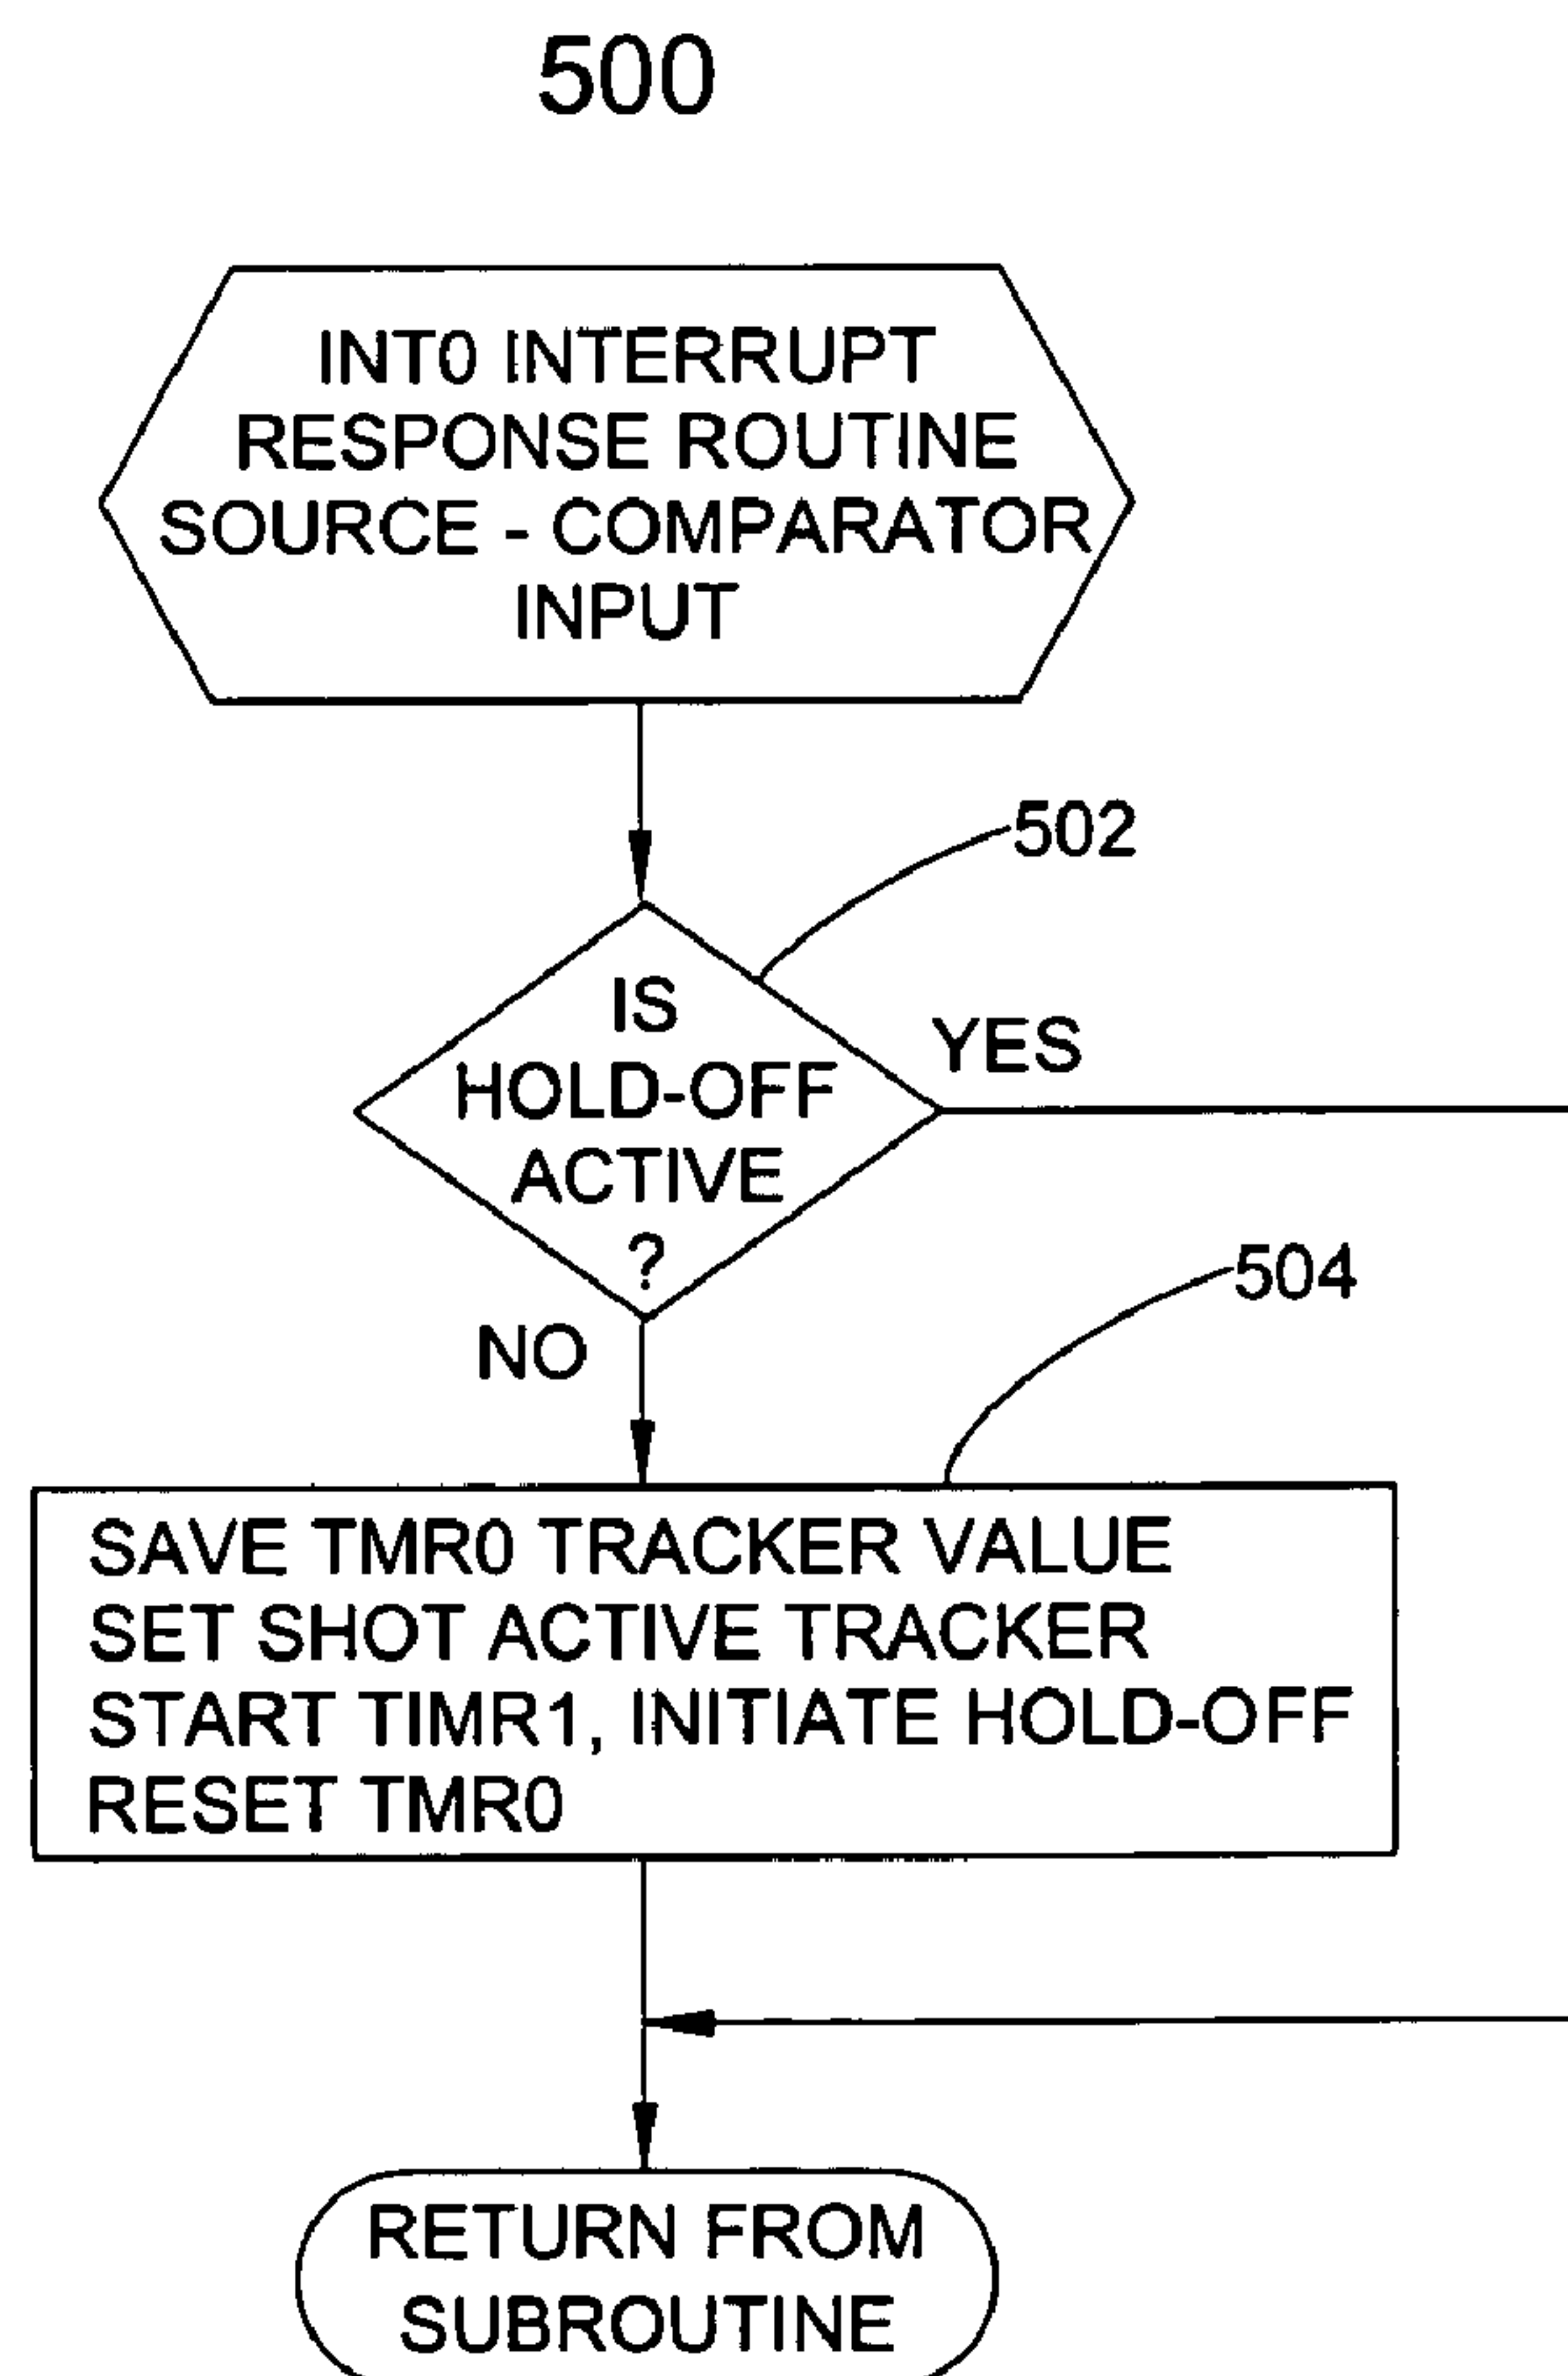 500
INT0 INTERRUPT
RESPONSE ROUTINE
SOURCE - COMPARATOR
INPUT
502
IS
HOLD-OFF
ACTIVE
?
YES
NO
504
SAVE TMR0 TRACKER VALUE
SET SHOT ACTIVE TRACKER
START TIMR1, INITIATE HOLD-OFF
RESET TMR0
RETURN FROM
SUBROUTINE